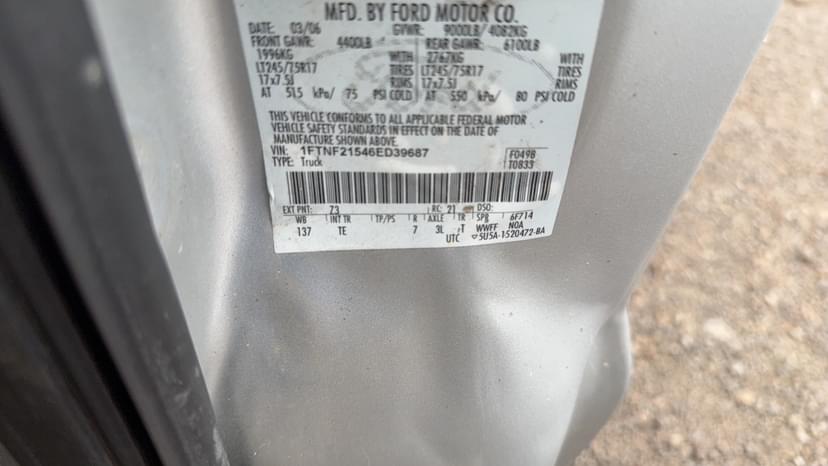 MFD. BY FORD MOTOR CO.
DATE: 03/06 GVWR: 9000LB/ 4082KG
FRONT GAWR: 4400LB REAR GAWR: 6100LB
1996KG WITH 2767KG WITH
LT245/75R17 TIRES LT245/75R17 TIRES
17x7.5J RIMS 17x7.5J RIMS
AT 515 kPa/ 75 PSI COLD AT 550 kPa/ 80 PSI COLD
THIS VEHICLE CONFORMS TO ALL APPLICABLE FEDERAL MOTOR
VEHICLE SAFETY STANDARDS IN EFFECT ON THE DATE OF
MANUFACTURE SHOWN ABOVE.
VIN: 1FTNF21546ED39687 F0498
TYPE: Truck T0833
EXT PNT: 73 RC: 21 DSO:
WB INT TR TP/PS R AXLE TR SPR 6F714
137 TE 7 3L T WWFF NOA
UTC ▽5U5A-1520472-BA